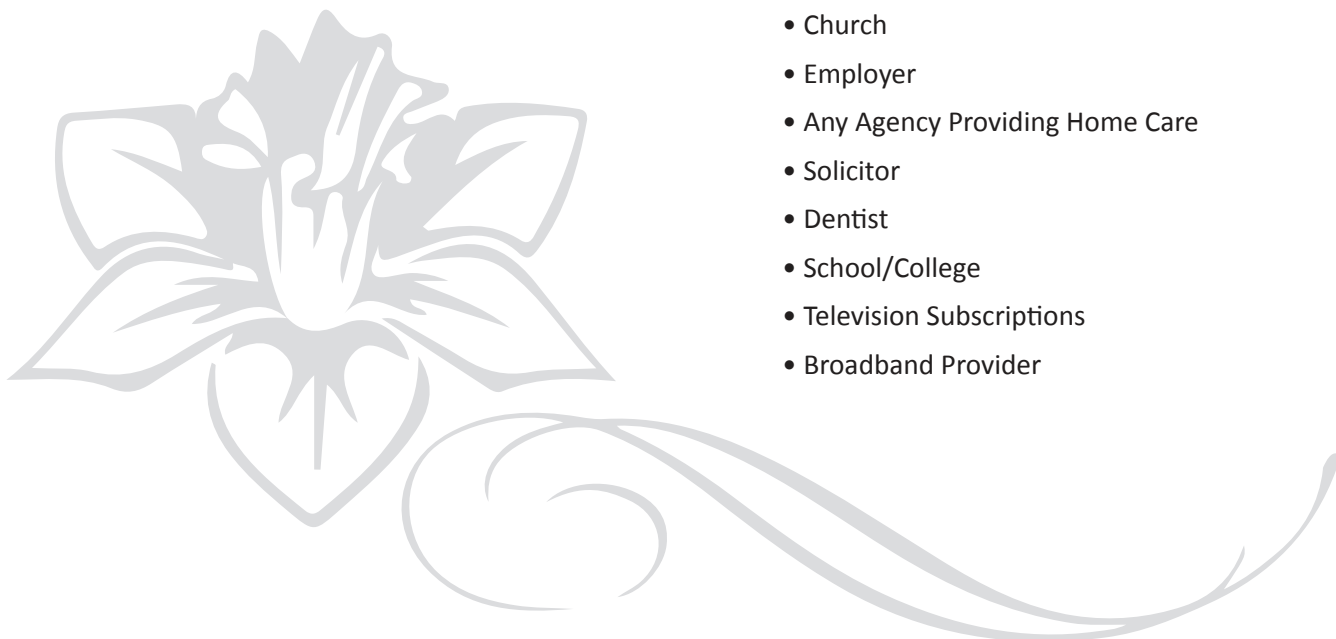 • Church
• Employer
• Any Agency Providing Home Care
• Solicitor
• Dentist
• School/College
• Television Subscriptions
• Broadband Provider